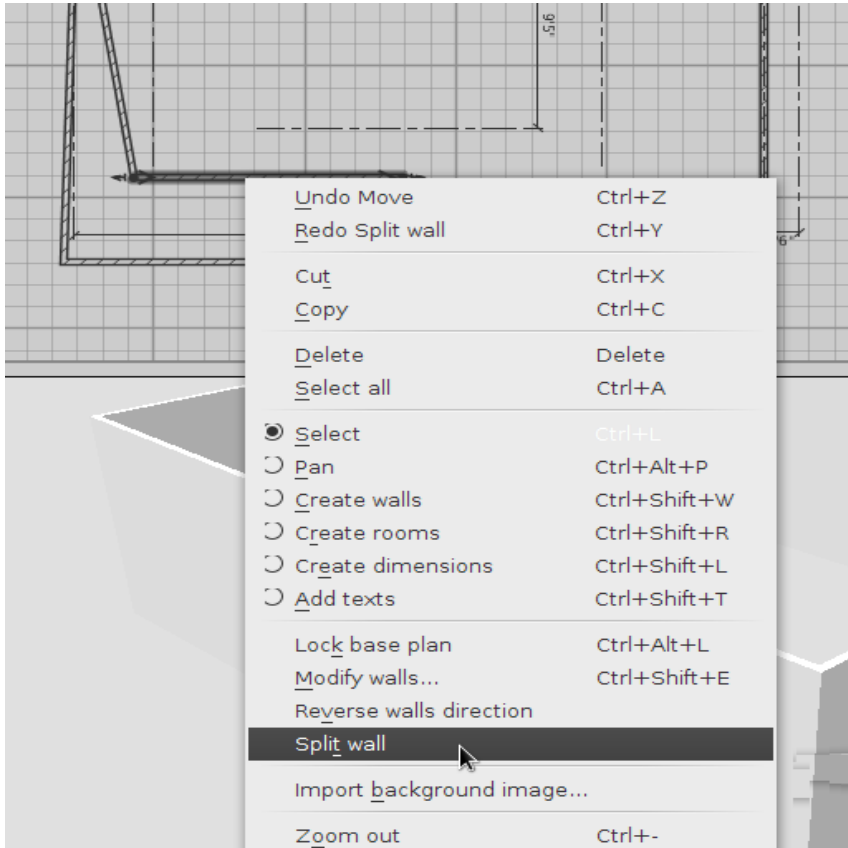 9'5"
Undo Move Ctrl+Z
Redo Split wall Ctrl+Y
6"
Cut Ctrl+X
Copy Ctrl+C
Delete Delete
Select all Ctrl+A
Select Ctrl+L
Pan Ctrl+Alt+P
Create walls Ctrl+Shift+W
Create rooms Ctrl+Shift+R
Create dimensions Ctrl+Shift+L
Add texts Ctrl+Shift+T
Lock base plan Ctrl+Alt+L
Modify walls... Ctrl+Shift+E
Reverse walls direction
Split wall
Import background image...
Zoom out Ctrl+-